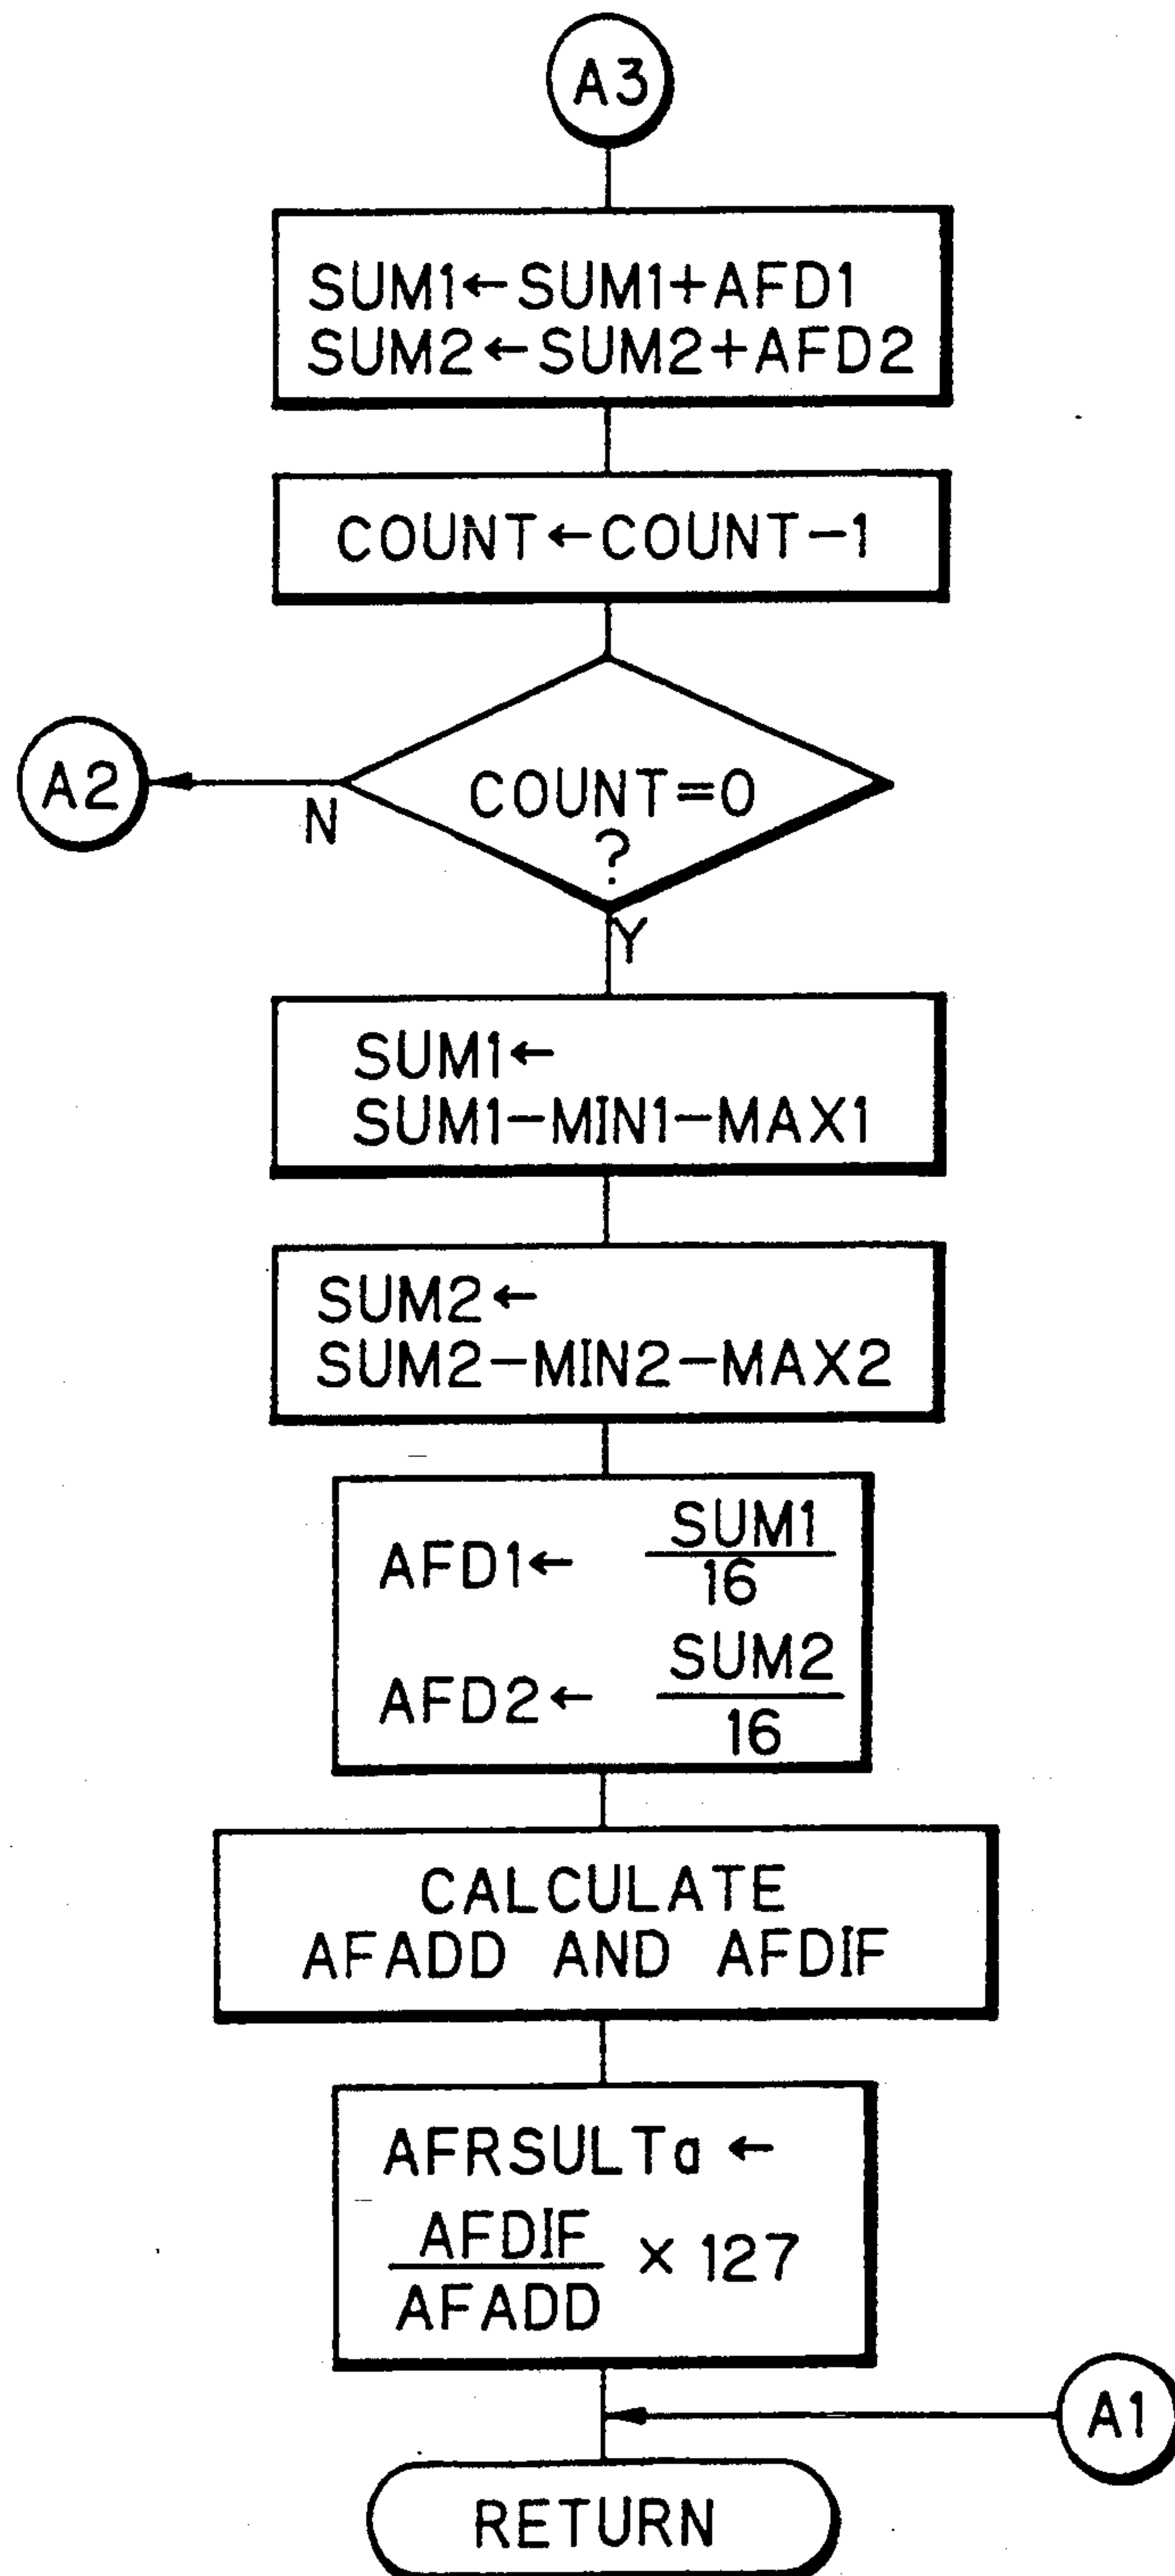 A3
SUM1←SUM1+AFD1
SUM2←SUM2+AFD2
COUNT←COUNT-1
A2
N
COUNT=0
?
Y
SUM1←
SUM1-MIN1-MAX1
SUM2←
SUM2-MIN2-MAX2
AFD1← SUM1
16
AFD2← SUM2
16
CALCULATE
AFADD AND AFDIF
AFRSULTa ←
AFDIF
× 127
AFADD
A1
RETURN